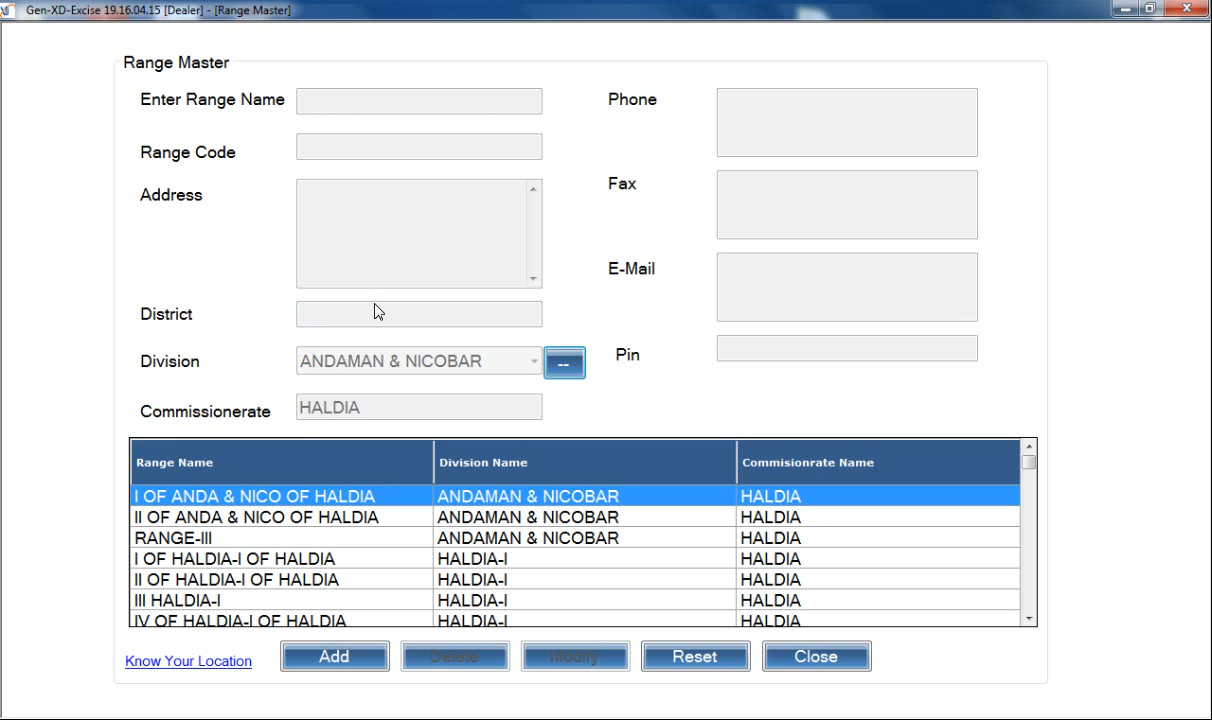 Gen-XD-Excise 19.16.04.15 [Dealer] - [Range Master]
Range Master
Enter Range Name
Phone
Range Code
Address
Fax
E-Mail
District
Division ANDAMAN & NICOBAR --
Pin
Commissionerate HALDIA
Range Name Division Name Commisionrate Name
I OF ANDA & NICO OF HALDIA ANDAMAN & NICOBAR HALDIA
II OF ANDA & NICO OF HALDIA ANDAMAN & NICOBAR HALDIA
RANGE-III ANDAMAN & NICOBAR HALDIA
I OF HALDIA-I OF HALDIA HALDIA-I HALDIA
II OF HALDIA-I OF HALDIA HALDIA-I HALDIA
III HALDIA-I HALDIA-I HALDIA
IV OF HALDIA-I OF HALDIA HALDIA-I HALDIA
Know Your Location Add Delete Modify Reset Close